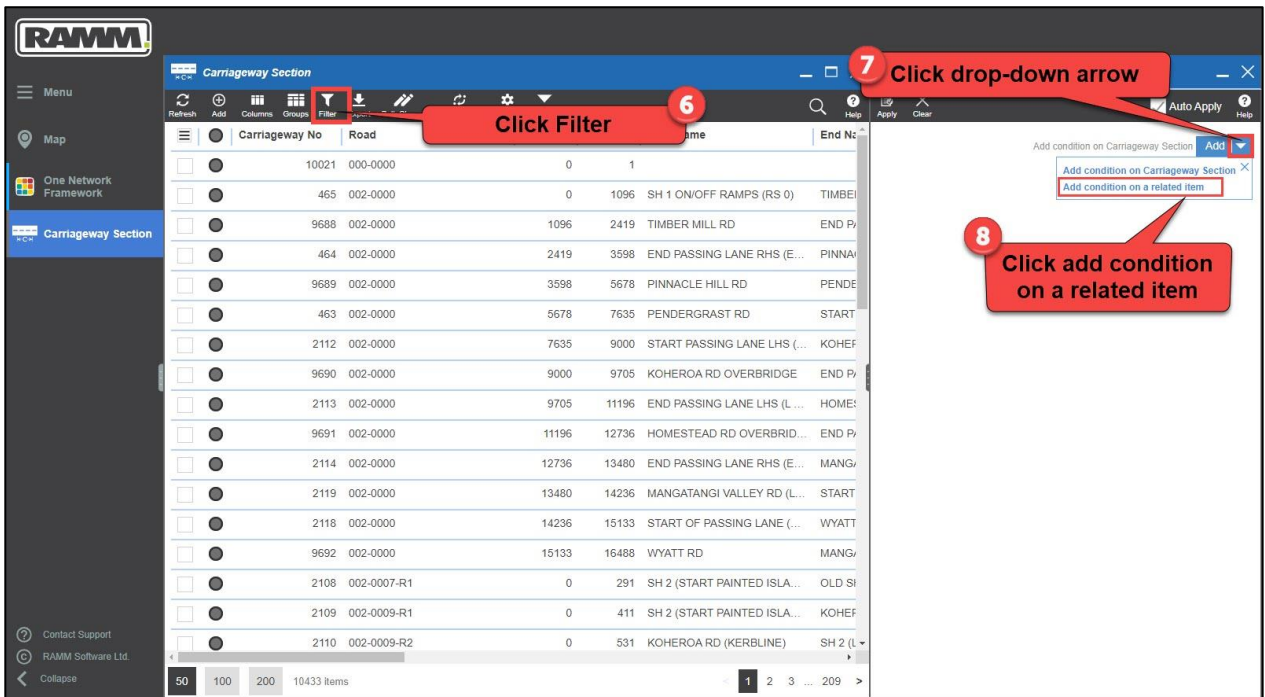 RAMM
Menu
Map
One Network
Framework
Carriageway Section
Contact Support
RAMM Software Ltd.
Collapse
Carriageway Section
Refresh Add Columns Groups Filter Help
6
Click Filter
7
Click drop-down arrow
Apply Clear Auto Apply Help
Add condition on Carriageway Section Add
Add condition on Carriageway Section
Add condition on a related item
8
Click add condition
on a related item
Carriageway No Road End Na
10021 000-0000 0 1
465 002-0000 0 1096 SH 1 ON/OFF RAMPS (RS 0) TIMBE
9688 002-0000 1096 2419 TIMBER MILL RD END P
464 002-0000 2419 3598 END PASSING LANE RHS (E... PINNA
9689 002-0000 3598 5678 PINNACLE HILL RD PENDE
463 002-0000 5678 7635 PENDERGRAST RD START
2112 002-0000 7635 9000 START PASSING LANE LHS (... KOHE
9690 002-0000 9000 9705 KOHEROA RD OVERBRIDGE END P
2113 002-0000 9705 11196 END PASSING LANE LHS (L ... HOME
9691 002-0000 11196 12736 HOMESTEAD RD OVERBRID... END P
2114 002-0000 12736 13480 END PASSING LANE RHS (E... MANG
2119 002-0000 13480 14236 MANGATANGI VALLEY RD (L... START
2118 002-0000 14236 15133 START OF PASSING LANE (... WYATT
9692 002-0000 15133 16488 WYATT RD MANG
2108 002-0007-R1 0 291 SH 2 (START PAINTED ISLA... OLD S
2109 002-0009-R1 0 411 SH 2 (START PAINTED ISLA... KOHE
2110 002-0009-R2 0 531 KOHEROA RD (KERBLINE) SH 2 (L
50 100 200 10433 items < 1 2 3 ... 209 >